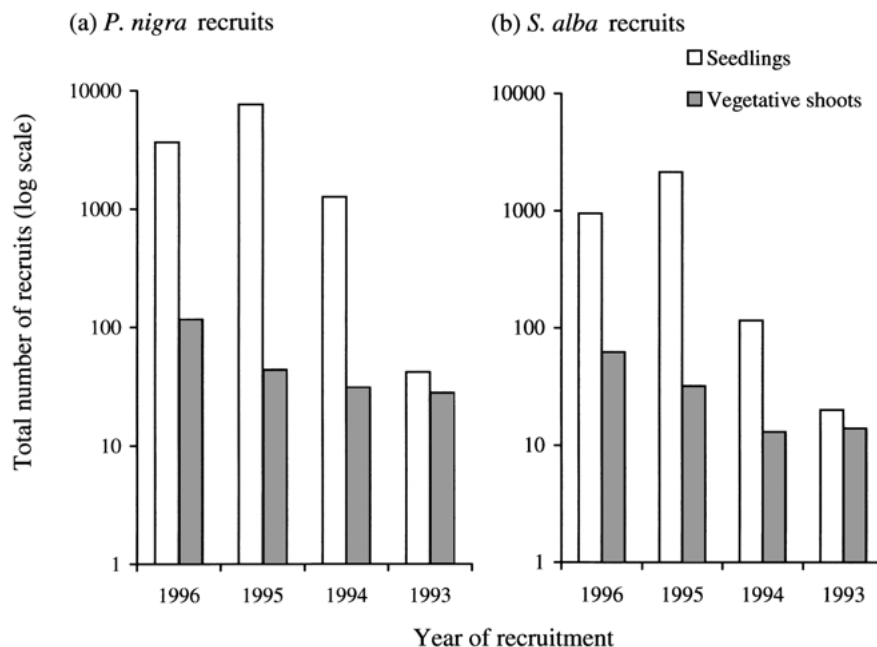 (a) P. nigra recruits
(b) S. alba recruits
Seedlings
Vegetative shoots
Total number of recruits (log scale)
10000
1000
100
10
1
1996 1995 1994 1993
10000
1000
100
10
1
1996 1995 1994 1993
Year of recruitment